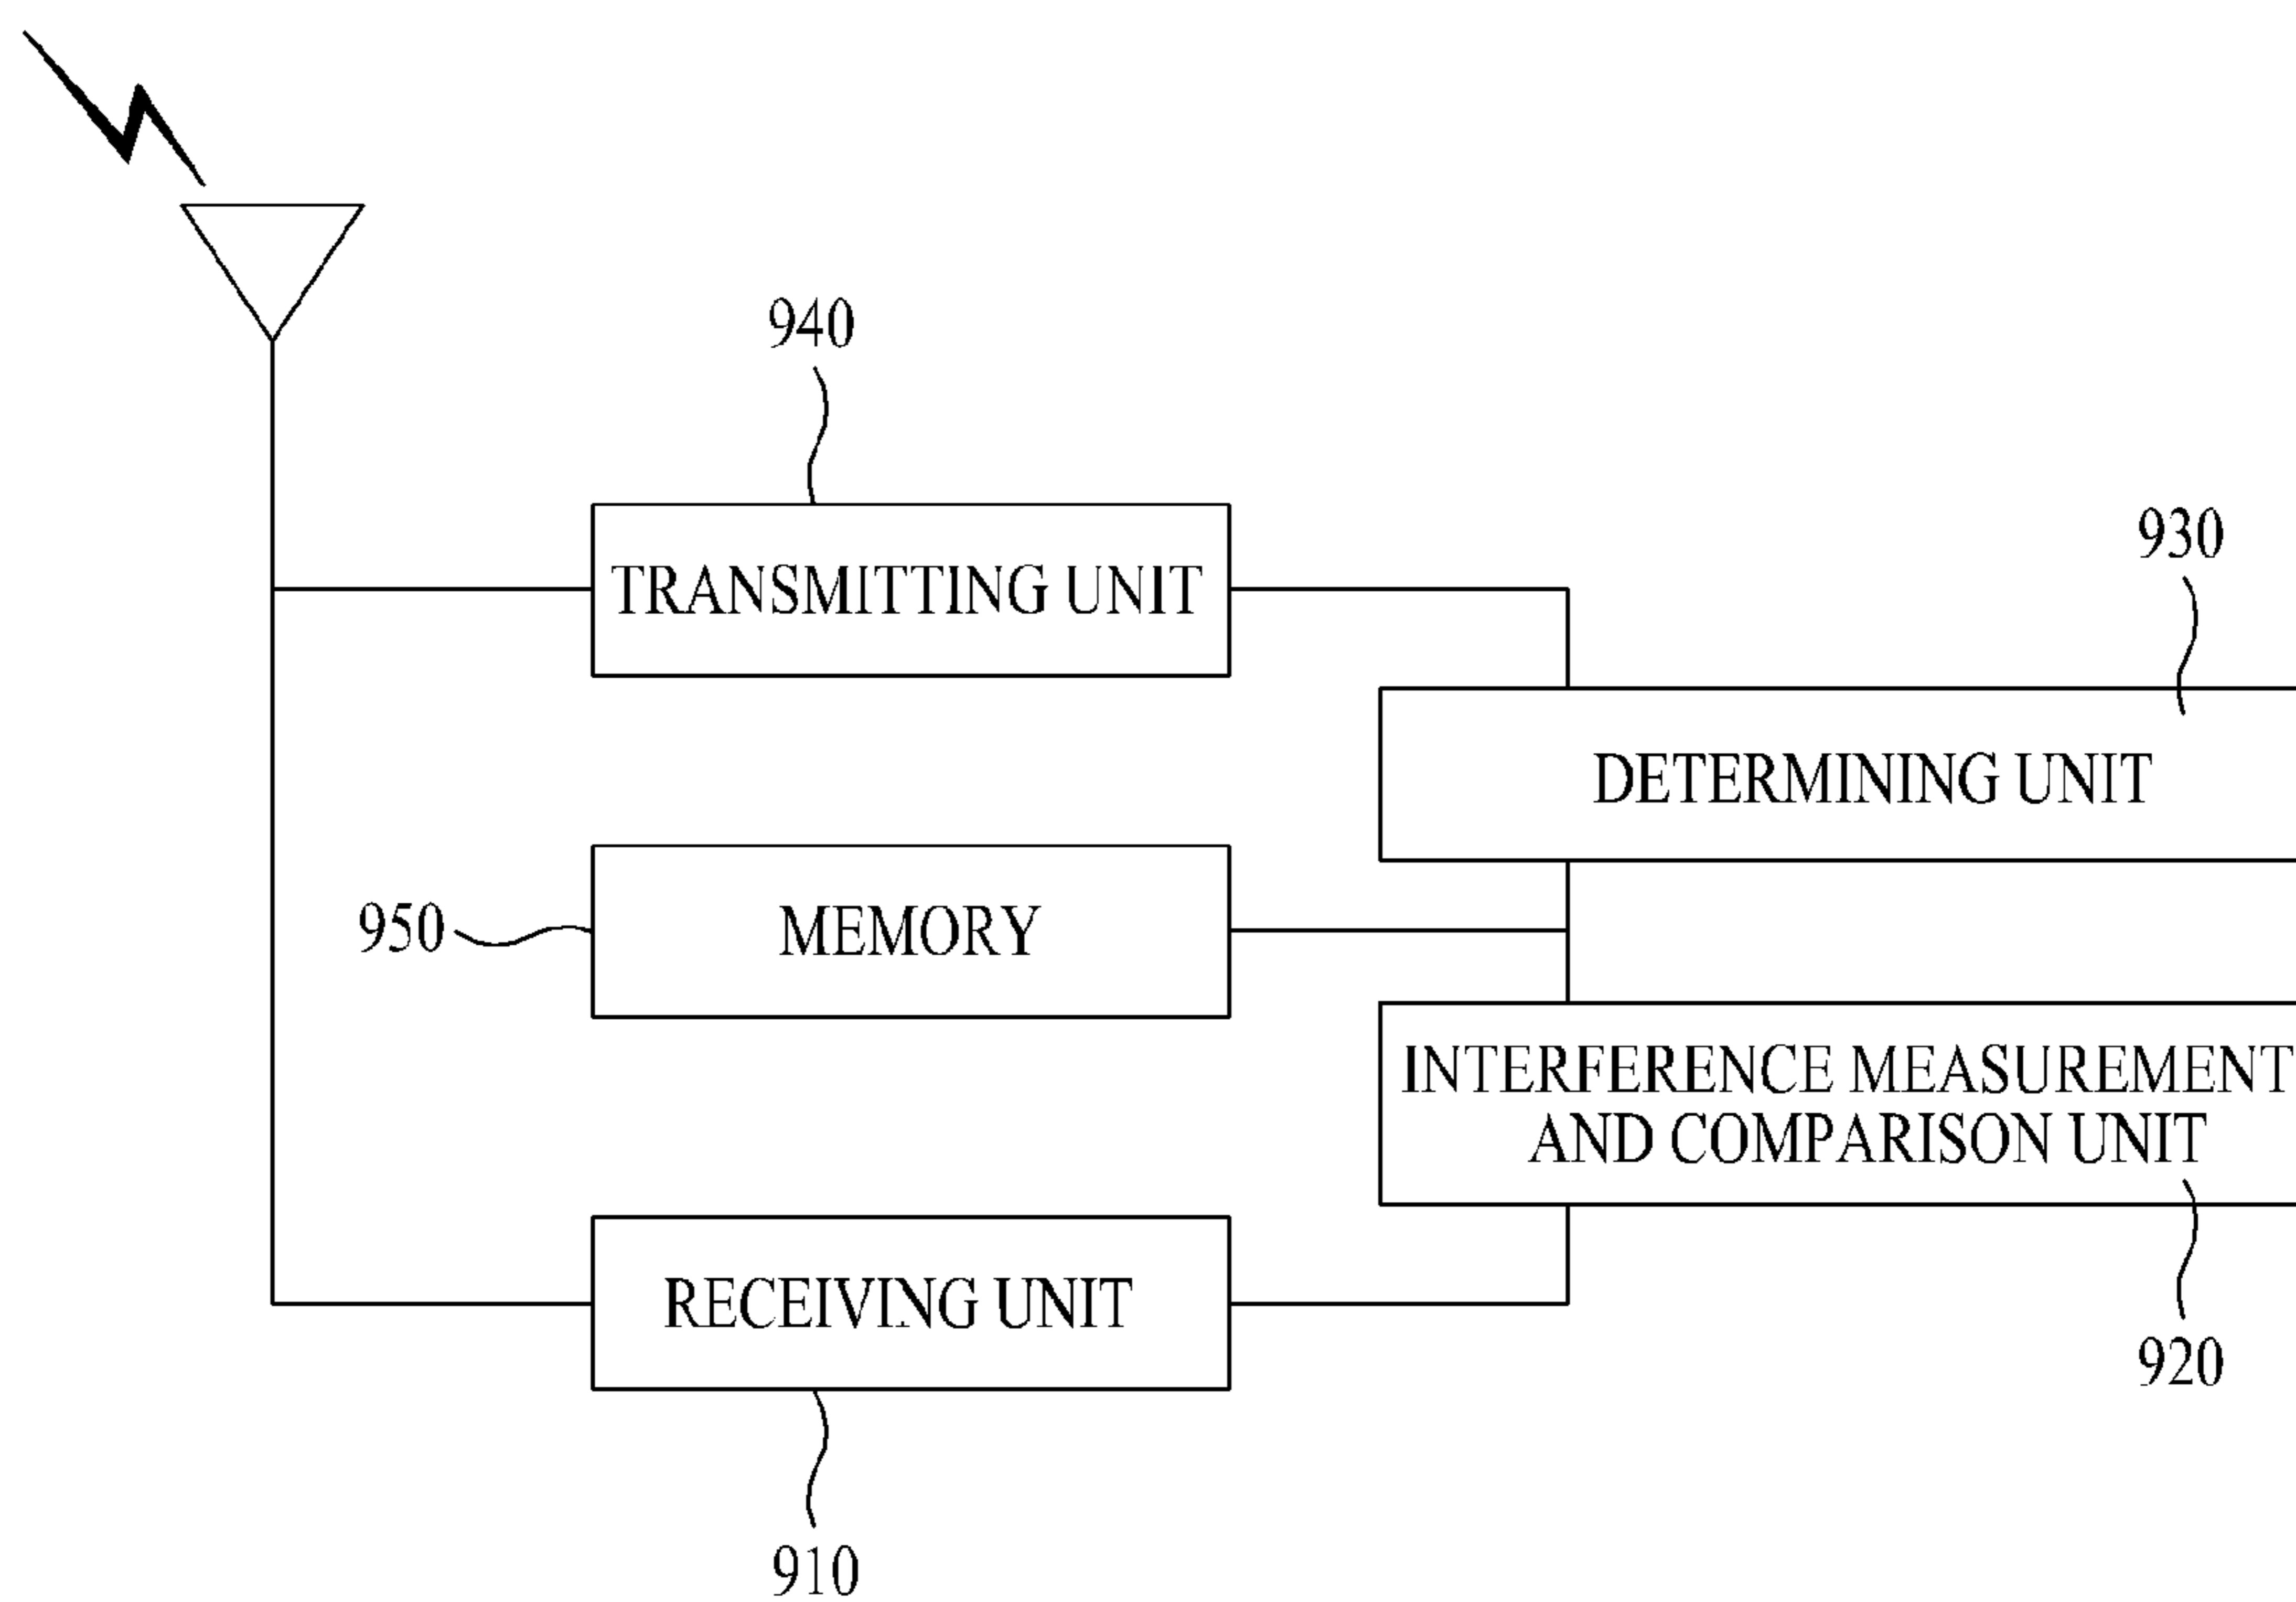 940
TRANSMITTING UNIT
930
DETERMINING UNIT
950
MEMORY
INTERFERENCE MEASUREMENT
AND COMPARISON UNIT
RECEIVING UNIT
920
910